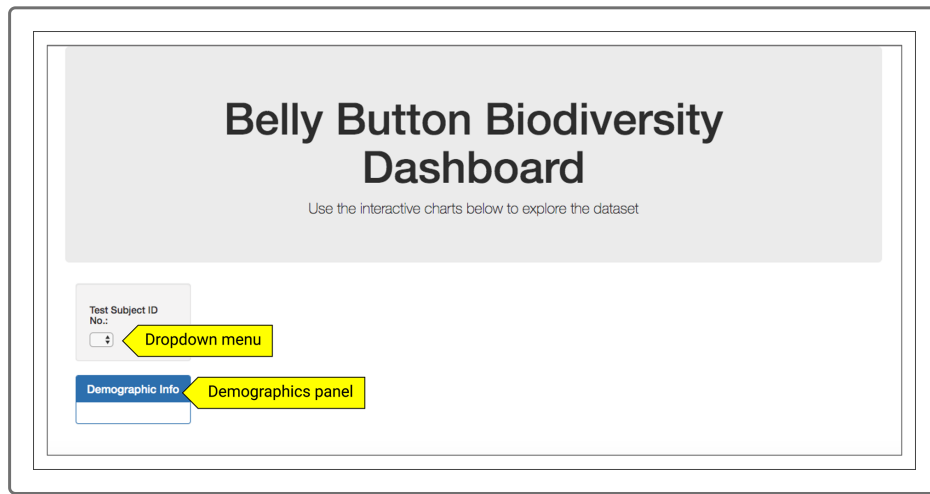 Belly Button Biodiversity
Dashboard
Use the interactive charts below to explore the dataset
Test Subject ID
No.:
Dropdown menu
Demographic Info
Demographics panel